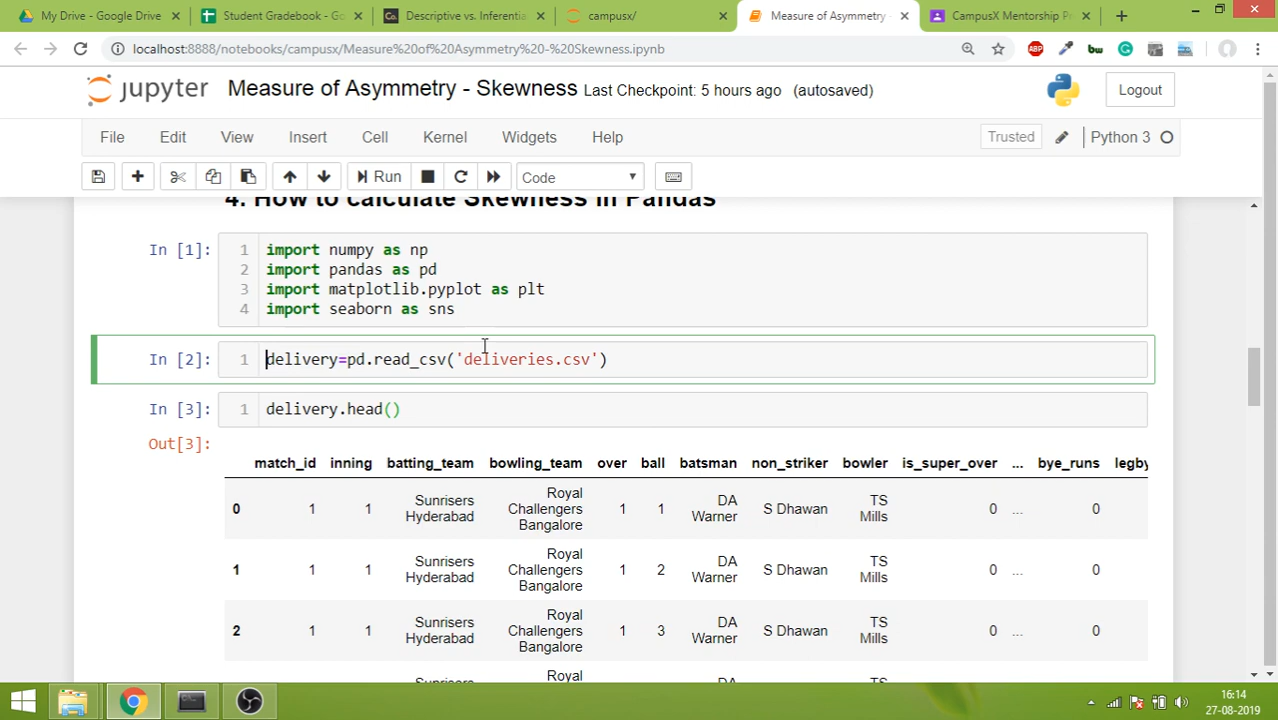 My Drive - Google Drive
Student Gradebook - Go
Descriptive vs. Inferentia
campusx/
Measure of Asymmetry -
CampusX Mentorship Pr
localhost:8888/notebooks/campusx/Measure%20of%20Asymmetry%20-%20Skewness.ipynb
jupyter Measure of Asymmetry - Skewness Last Checkpoint: 5 hours ago (autosaved)
Logout
File Edit View Insert Cell Kernel Widgets Help
Trusted Python 3
Run Code
4. How to calculate Skewness in Pandas
In [1]:
1 import numpy as np
2 import pandas as pd
3 import matplotlib.pyplot as plt
4 import seaborn as sns
In [2]: 1 delivery=pd.read_csv('deliveries.csv')
In [3]: 1 delivery.head()
Out[3]:
match_id inning batting_team bowling_team over ball batsman non_striker bowler is_super_over ... bye_runs legby
0 1 1 Sunrisers Hyderabad Royal Challengers Bangalore 1 1 DA Warner S Dhawan TS Mills 0 ... 0
1 1 1 Sunrisers Hyderabad Royal Challengers Bangalore 1 2 DA Warner S Dhawan TS Mills 0 ... 0
2 1 1 Sunrisers Hyderabad Royal Challengers Bangalore 1 3 DA Warner S Dhawan TS Mills 0 ... 0
Royal
16:14
27-08-2019